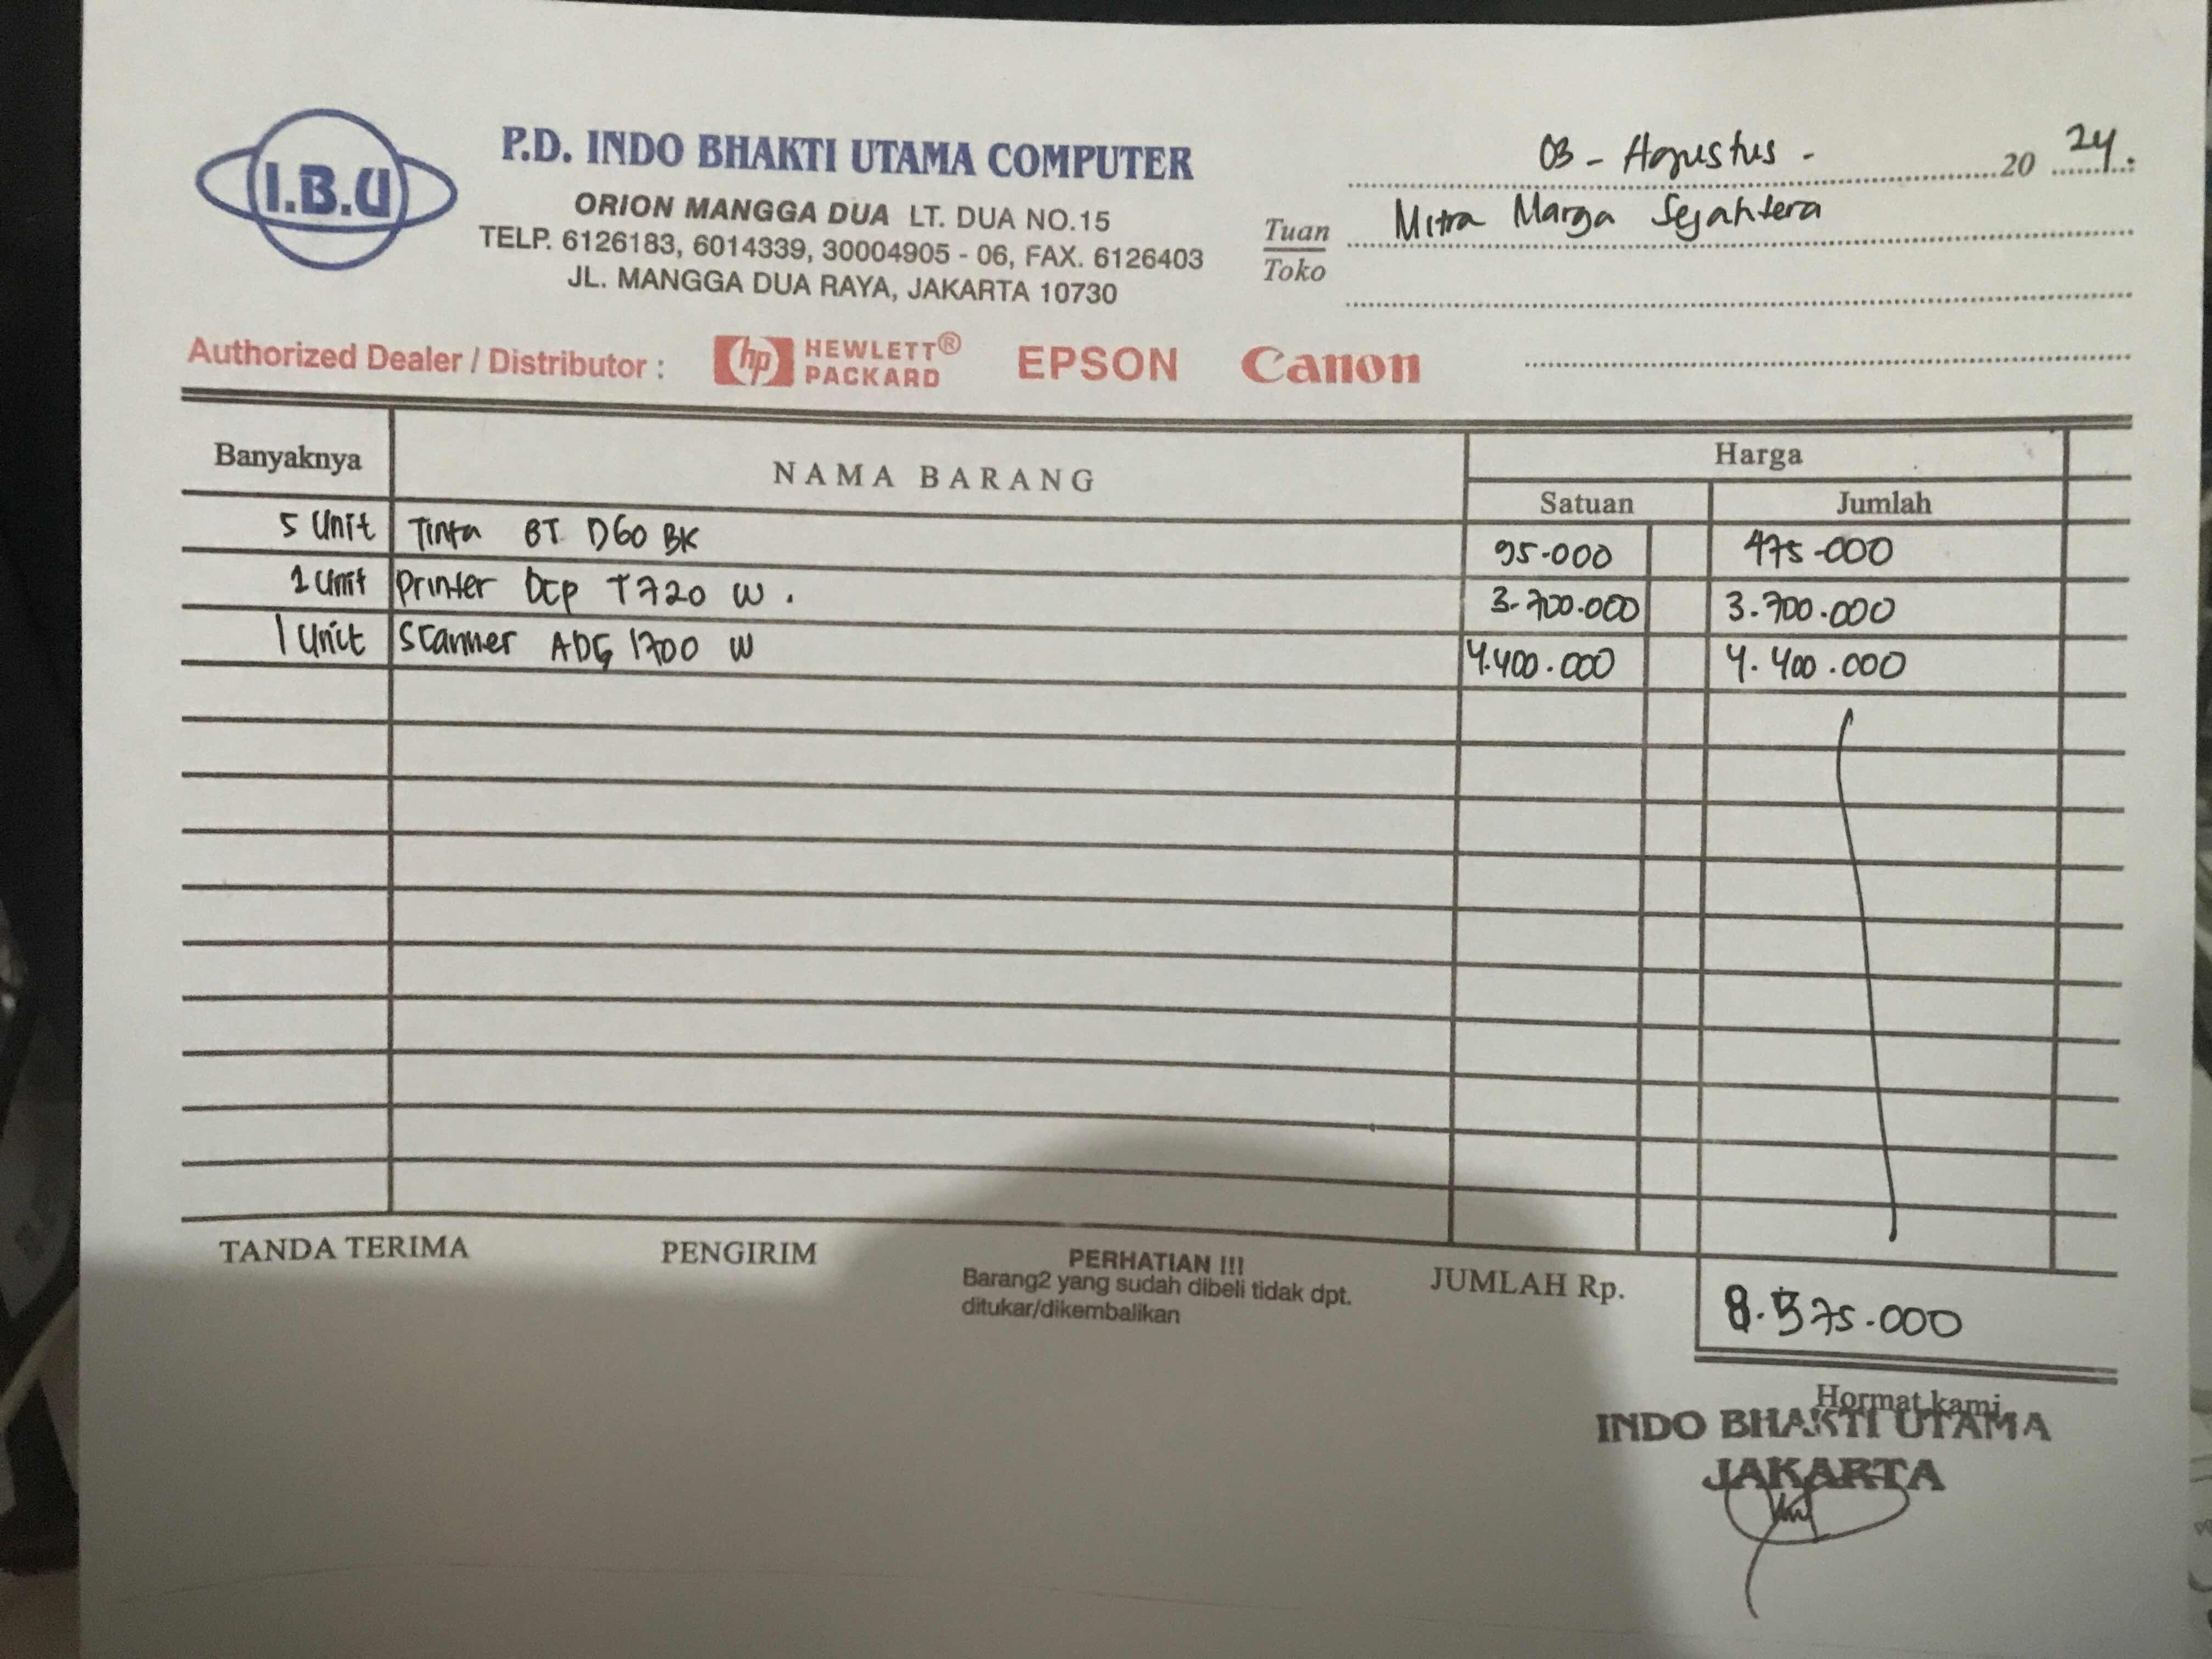 I.B.U
P.D. INDO BHAKTI UTAMA COMPUTER
ORION MANGGA DUA LT. DUA NO.15
TELP. 6126183, 6014339, 30004905 - 06, FAX. 6126403
JL. MANGGA DUA RAYA, JAKARTA 10730
03 - Agustus - 20 24.
Tuan Mitra Marga Sejahtera
Toko
Authorized Dealer / Distributor : hp HEWLETT® PACKARD EPSON Canon
Banyaknya NAMA BARANG Harga
Satuan Jumlah
5 Unit Tinta BT D60 BK 95.000 475.000
1 Unit Printer Dcp T720 W. 3.700.000 3.700.000
1 Unit Scanner ADS 1700 W 4.400.000 4.400.000
TANDA TERIMA PENGIRIM PERHATIAN !!! JUMLAH Rp. 8.575.000
Barang2 yang sudah dibeli tidak dpt.
ditukar/dikembalikan
Hormat kami
INDO BHAKTI UTAMA
JAKARTA